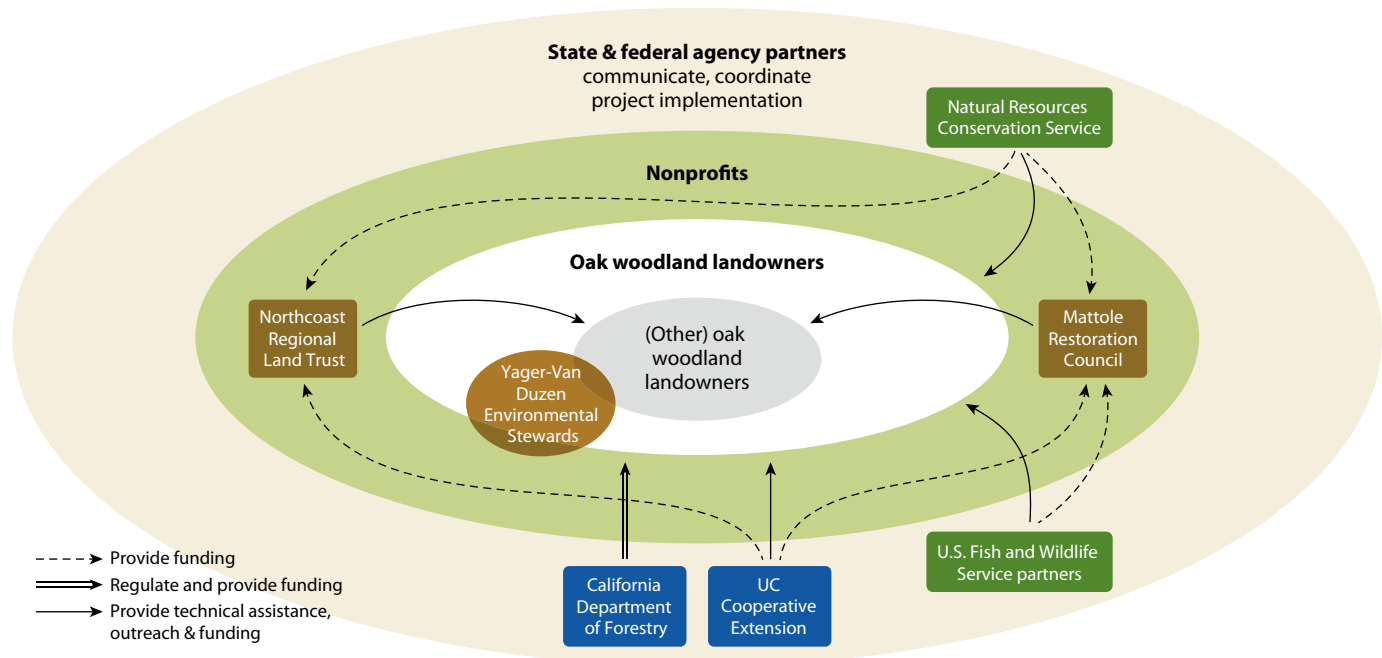 State & federal agency partners
communicate, coordinate
project implementation
Natural Resources
Conservation Service
Nonprofits
Oak woodland landowners
Northcoast
Regional
Land Trust
(Other) oak
woodland
landowners
Mattole
Restoration
Council
Yager-Van
Duzen
Environmental
Stewards
U.S. Fish and Wildlife
Service partners
California
Department
of Forestry
UC
Cooperative
Extension
Provide funding
Regulate and provide funding
Provide technical assistance,
outreach & funding